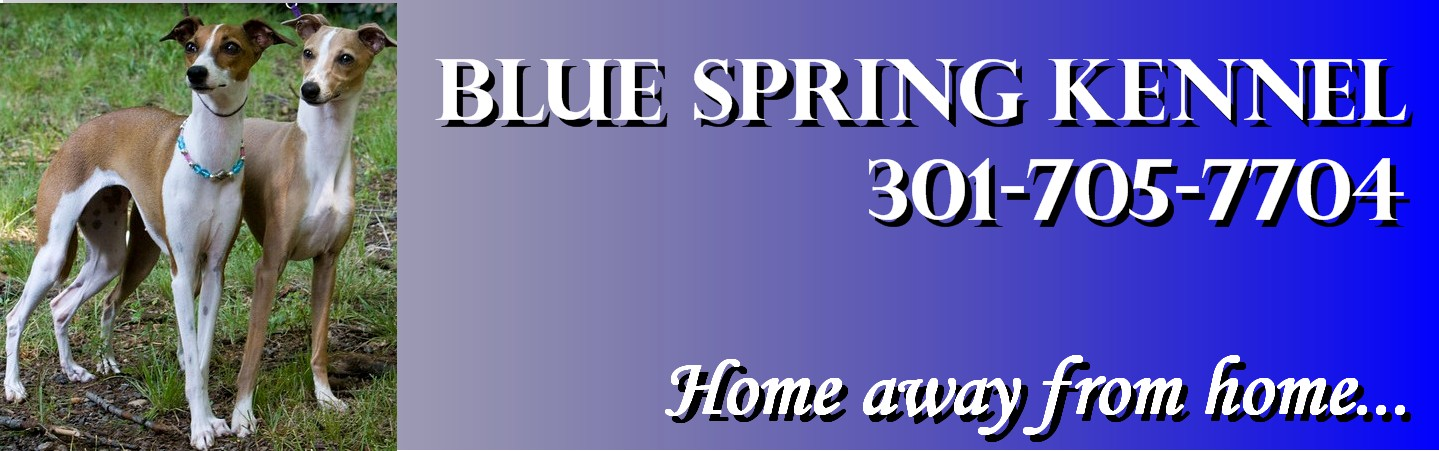 BLUE SPRING KENNEL
301-705-7704
Home away from home...